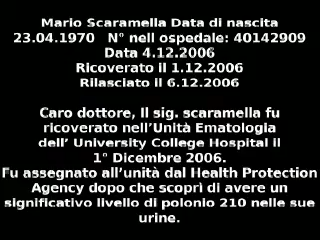 Mario Scaramella Data di nascita
23.04.1970 N° nell ospedale: 40142909
Data 4.12.2006
Ricoverato il 1.12.2006
Rilasciato il 6.12.2006
Caro dottore, Il sig. scaramella fu
ricoverato nell'Unità Ematologia
dell' University College Hospital il
1° Dicembre 2006.
Fu assegnato all'unità dal Health Protection
Agency dopo che scoprì di avere un
significativo livello di polonio 210 nelle sue
urine.